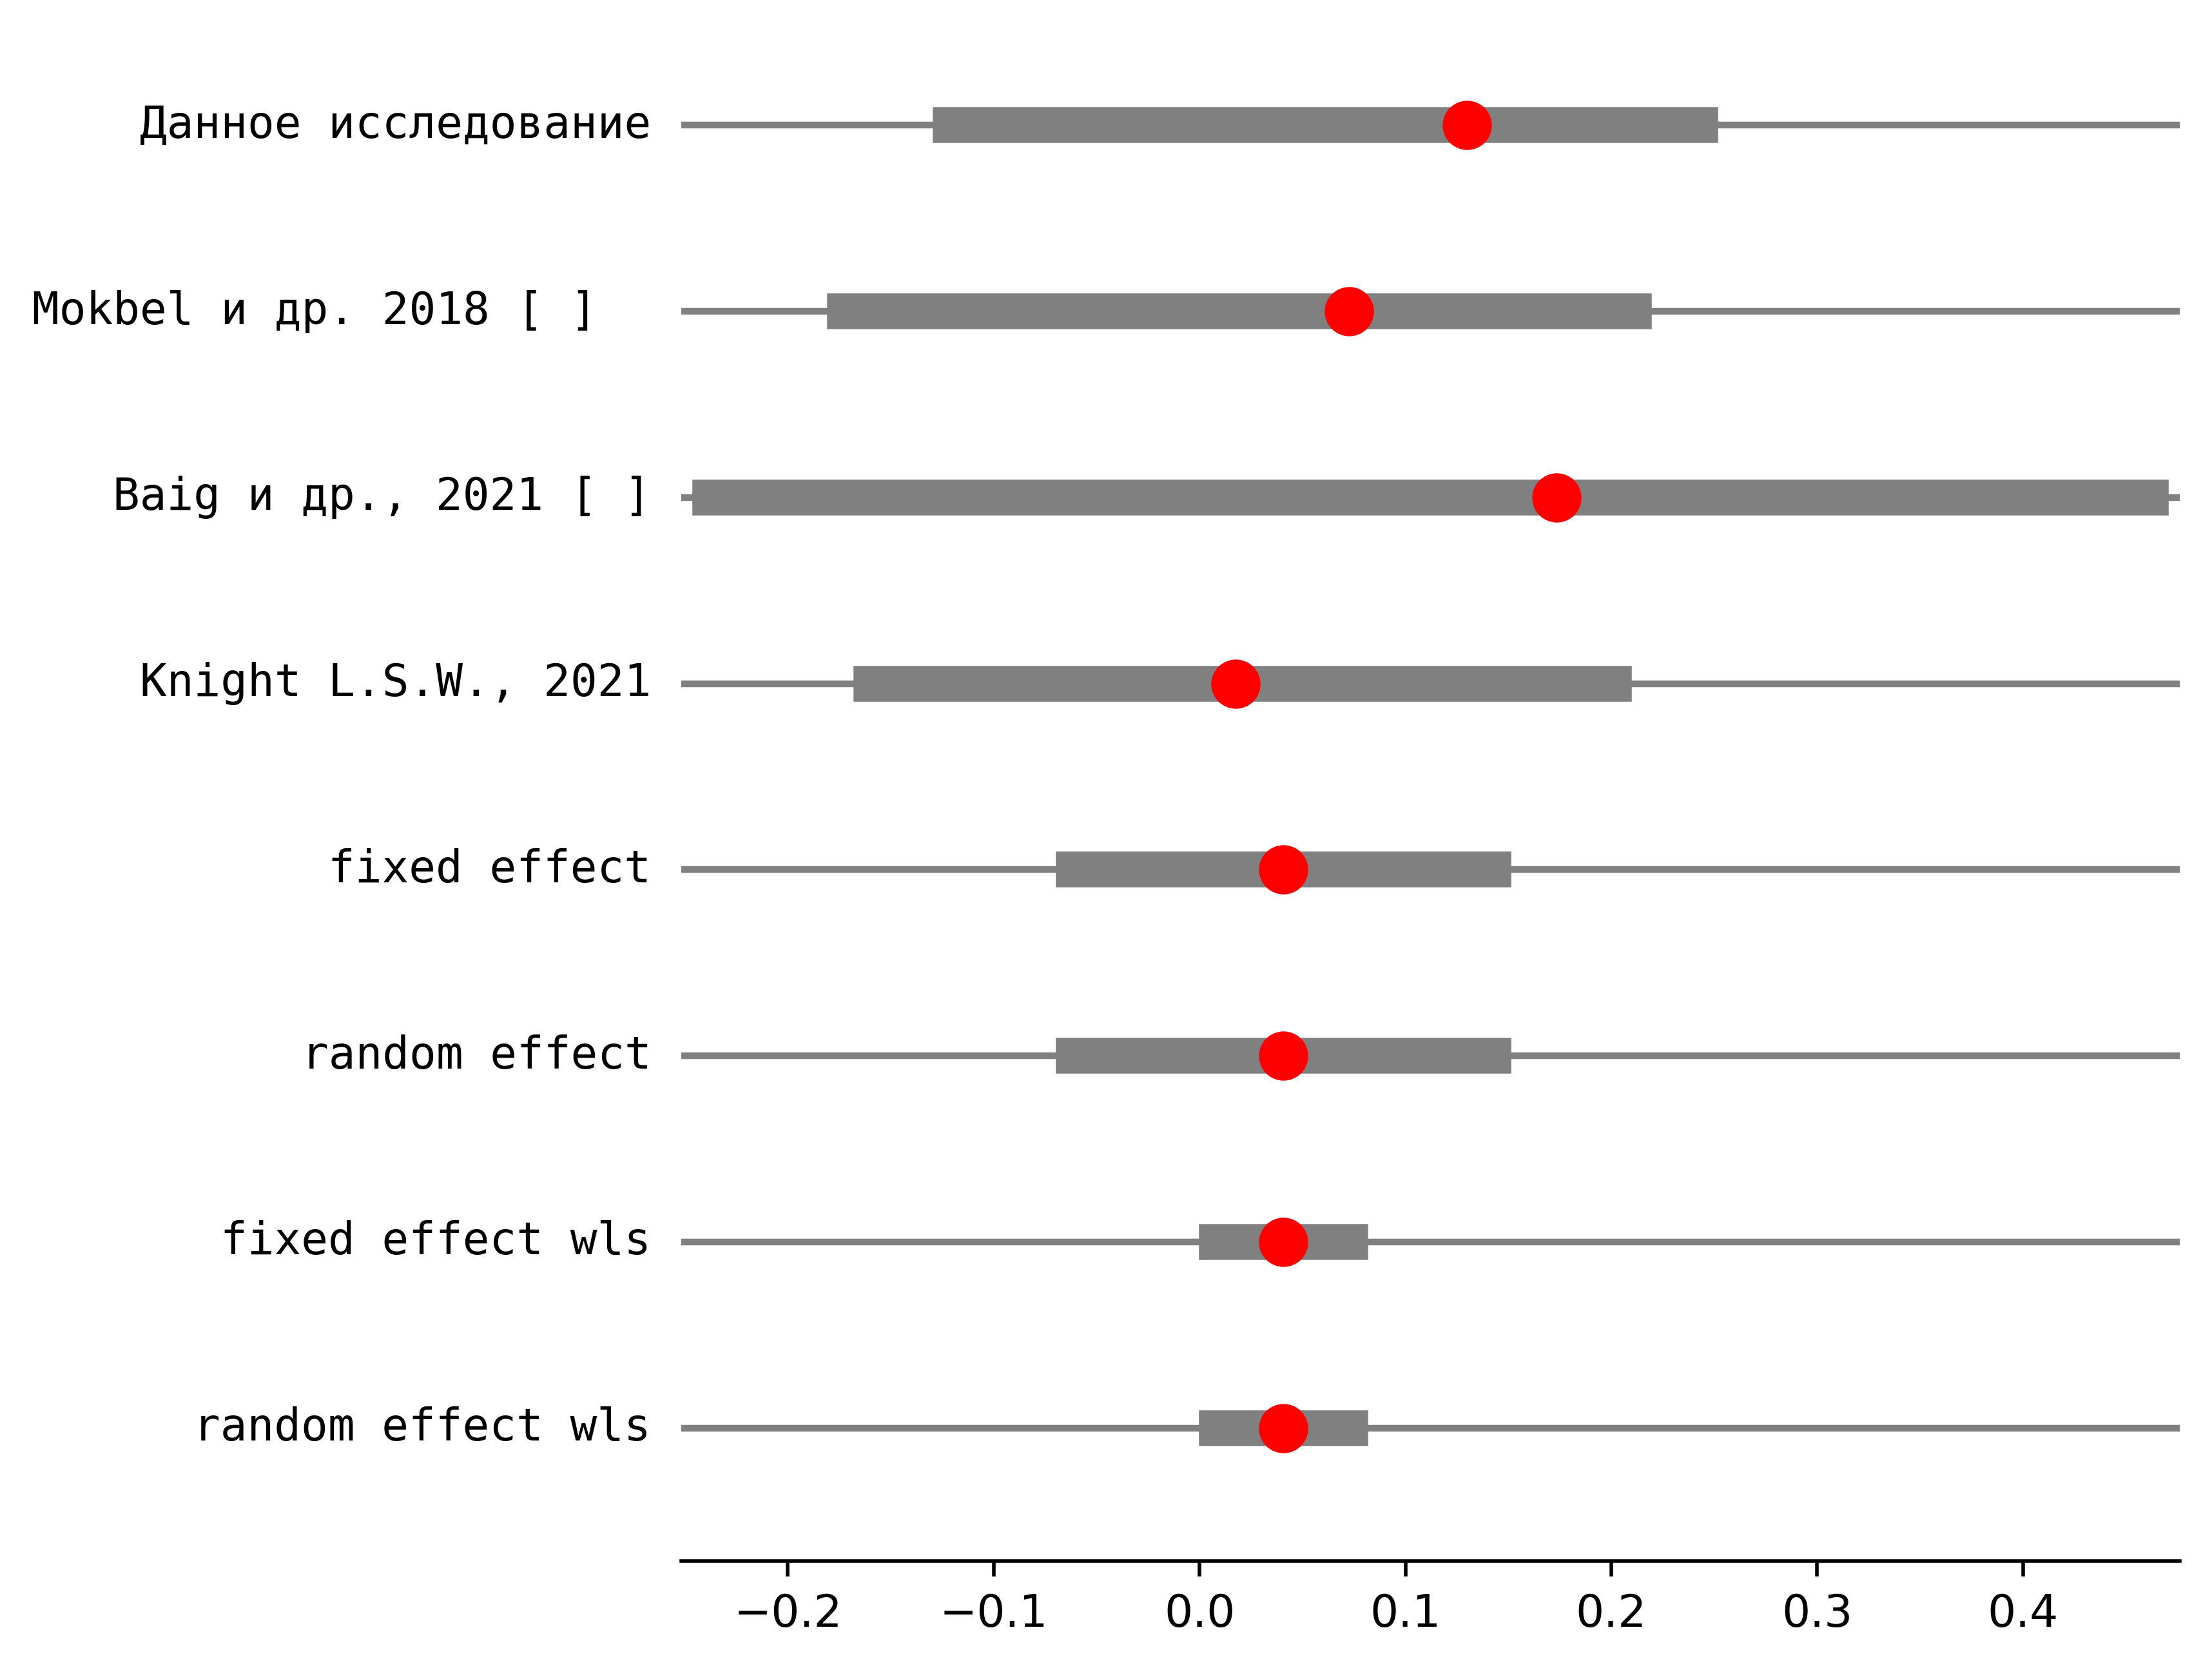 Данное исследование
Mokbel и др. 2018 [ ]
Baig и др., 2021 [ ]
Knight L.S.W., 2021
fixed effect
random effect
fixed effect wls
random effect wls
−0.2 −0.1 0.0 0.1 0.2 0.3 0.4